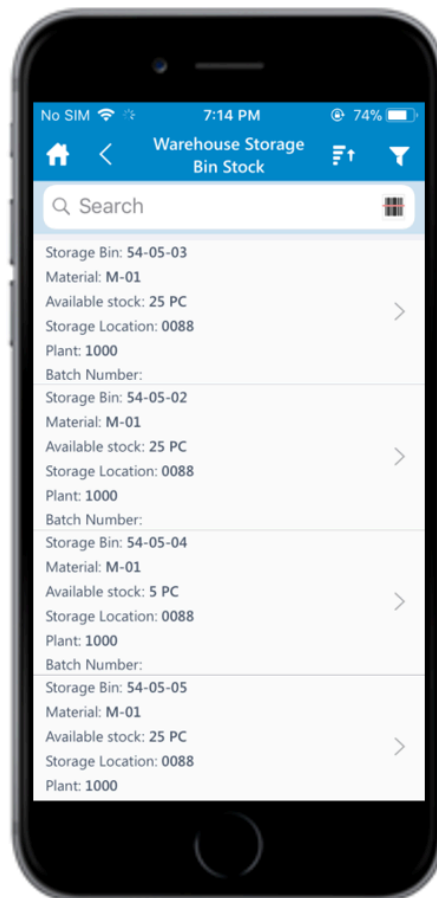 No SIM 7:14 PM 74%
Warehouse Storage
Bin Stock
Search
Storage Bin: 54-05-03
Material: M-01
Available stock: 25 PC
Storage Location: 0088
Plant: 1000
Batch Number:
Storage Bin: 54-05-02
Material: M-01
Available stock: 25 PC
Storage Location: 0088
Plant: 1000
Batch Number:
Storage Bin: 54-05-04
Material: M-01
Available stock: 5 PC
Storage Location: 0088
Plant: 1000
Batch Number:
Storage Bin: 54-05-05
Material: M-01
Available stock: 25 PC
Storage Location: 0088
Plant: 1000